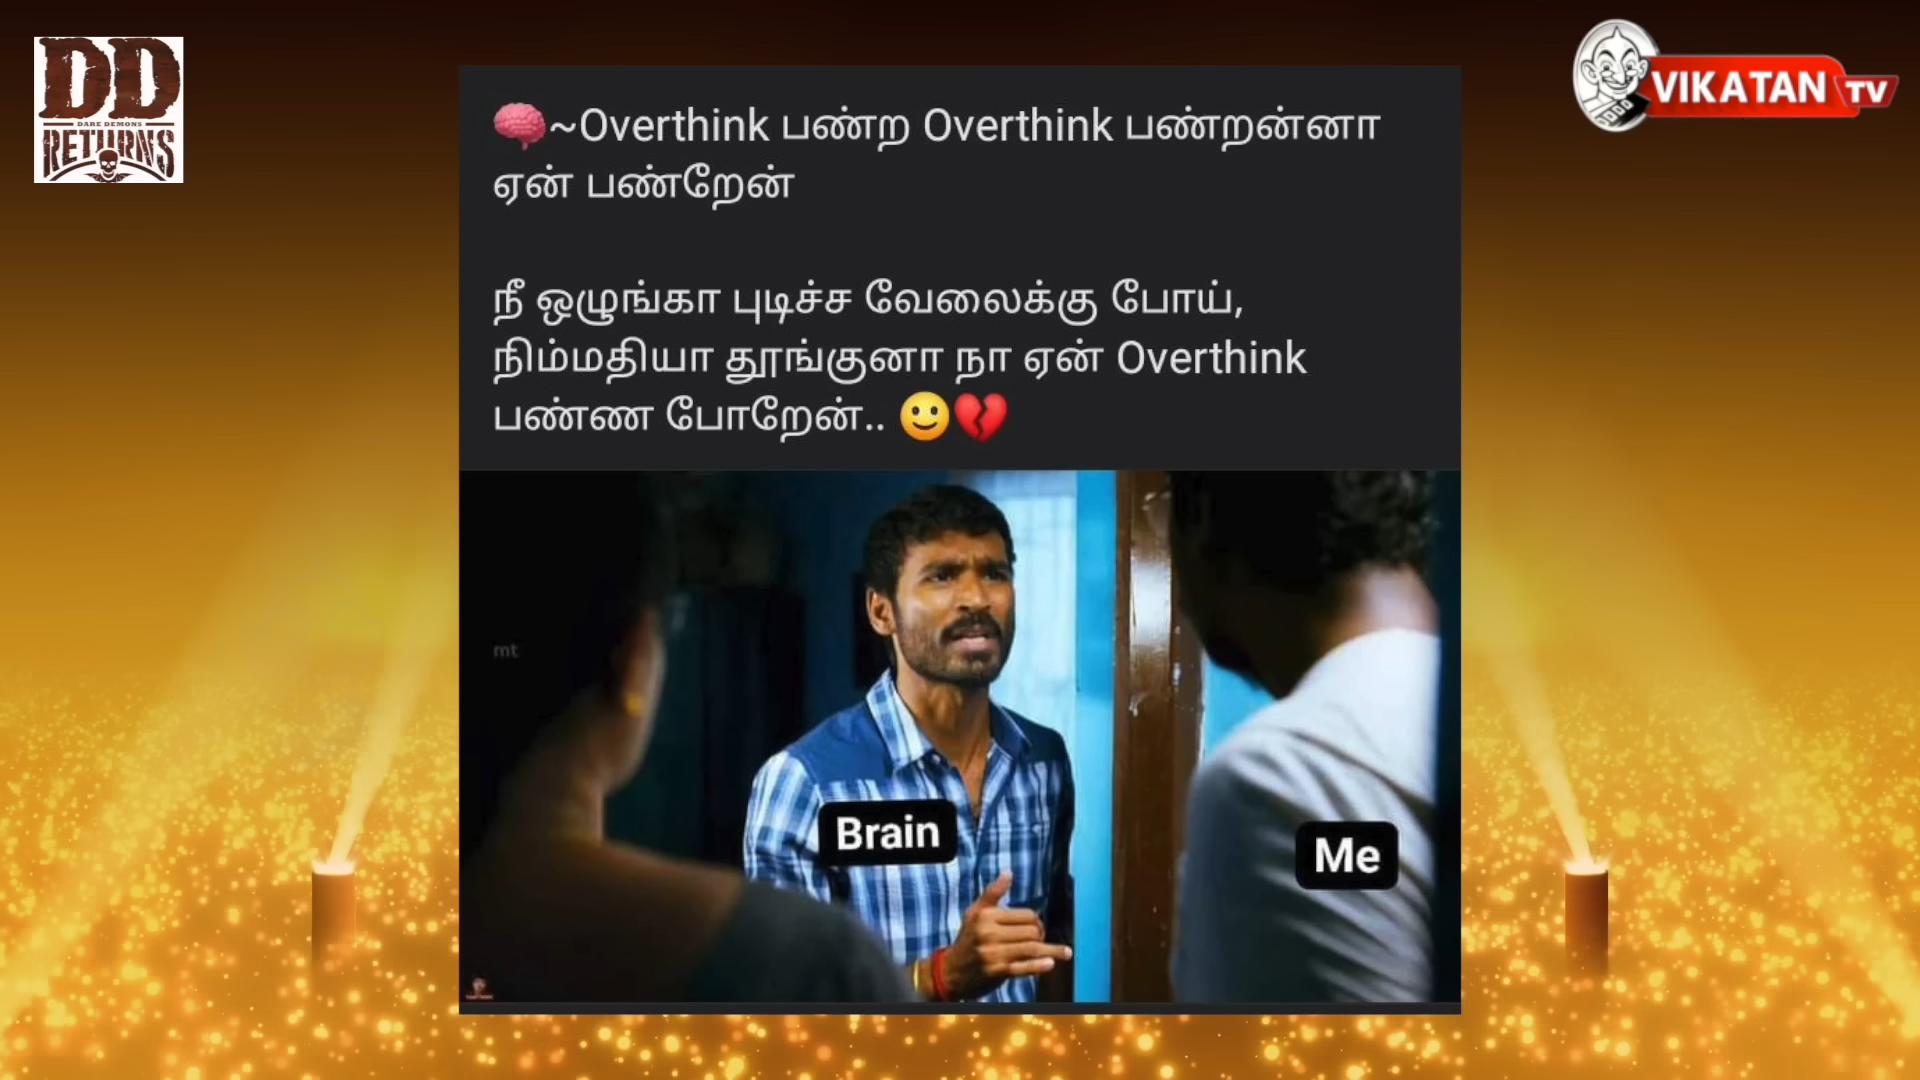 DD
DARE DEMONS
RETURNS
VIKATAN TV
~Overthink பண்ற Overthink பண்றன்னா
ஏன் பண்றேன்
நீ ஒழுங்கா புடிச்ச வேலைக்கு போய்,
நிம்மதியா தூங்குனா நா ஏன் Overthink
பண்ண போறேன்..
mt
Brain
Me